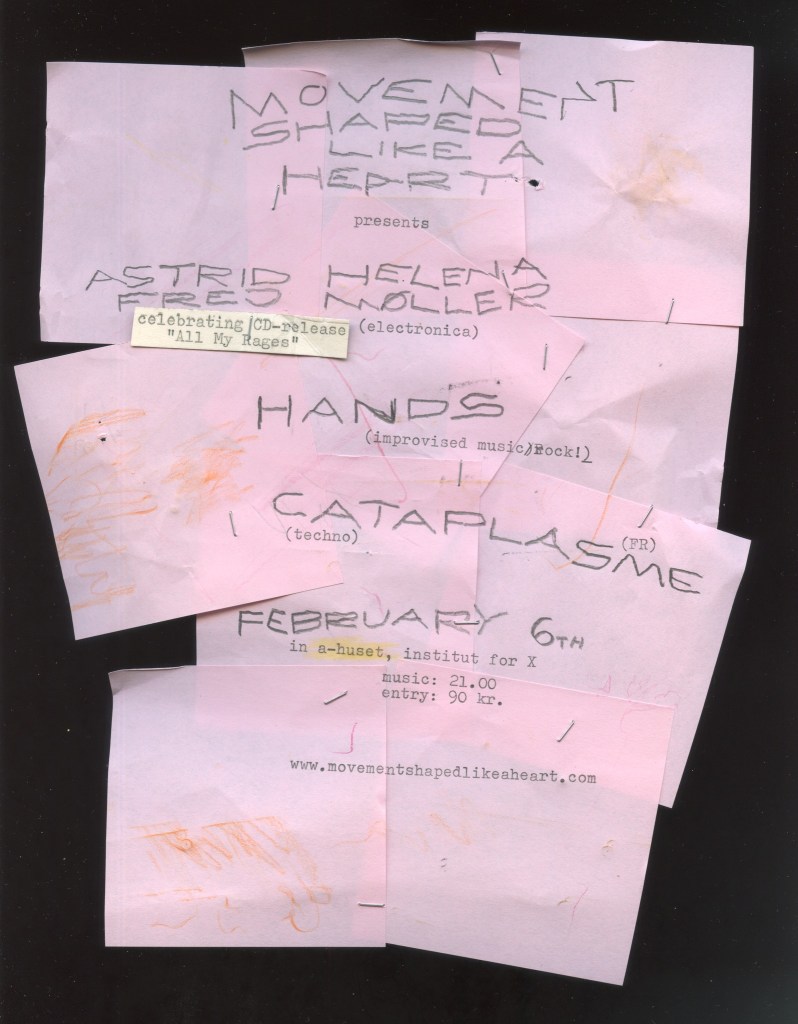 MOVEMENT
SHAPED
LIKE A
HEART
presents
ASTRID HELENA
FRES MØLLER
celebrating CD-release
"All My Rages"
(electronica)
HANDS
(improvised music/rock!)
CATAPLASME
(techno)
(FR)
FEBRUARY 6TH
in a-huset, institut for X
music: 21.00
entry: 90 kr.
www.movementshapedlikeaheart.com